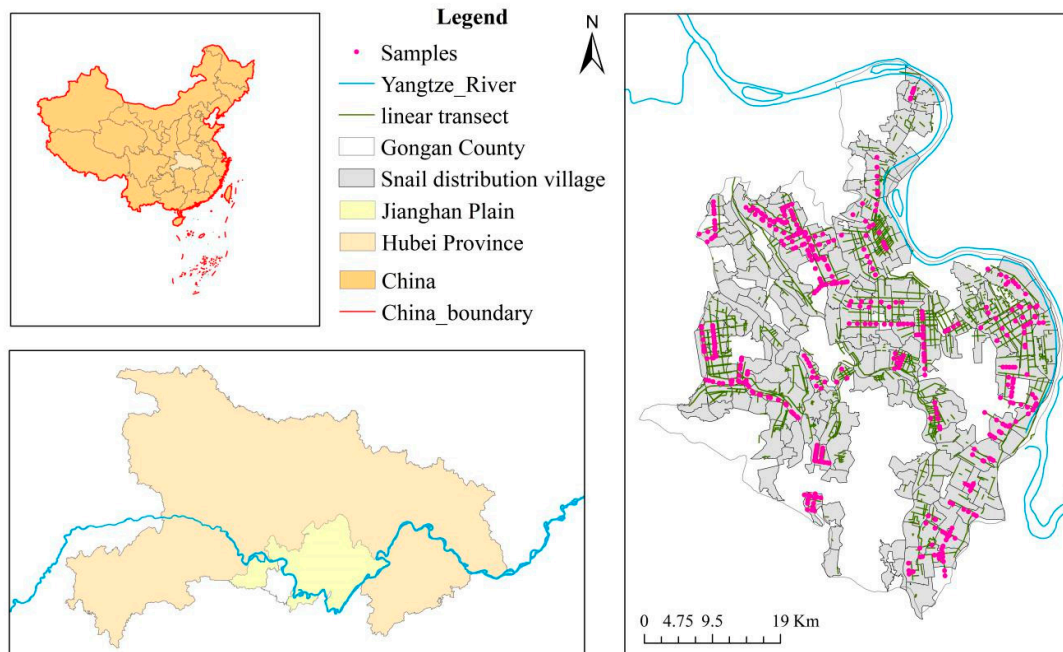 Legend
Samples
Yangtze_River
linear transect
Gongan County
Snail distribution village
Jianghan Plain
Hubei Province
China
China_boundary
N
0 4.75 9.5 19 Km